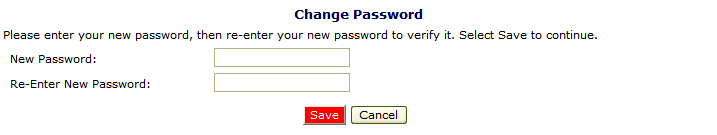 Change Password
Please enter your new password, then re-enter your new password to verify it. Select Save to continue.
New Password:
Re-Enter New Password:
Save Cancel